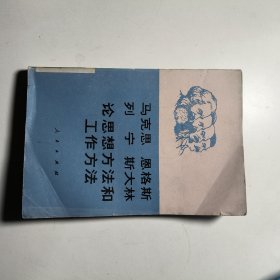 马克思 恩格斯
列 宁 斯大林
论思想方法和
工作方法
人民出版社